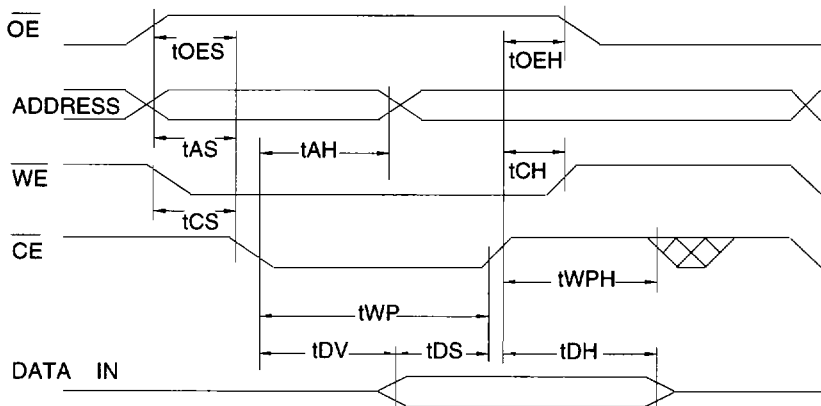 OE
tOES
tOEH
ADDRESS
tAS
tAH
tCH
WE
tCS
CE
tWPH
tWP
tDV
tDS
tDH
DATA IN